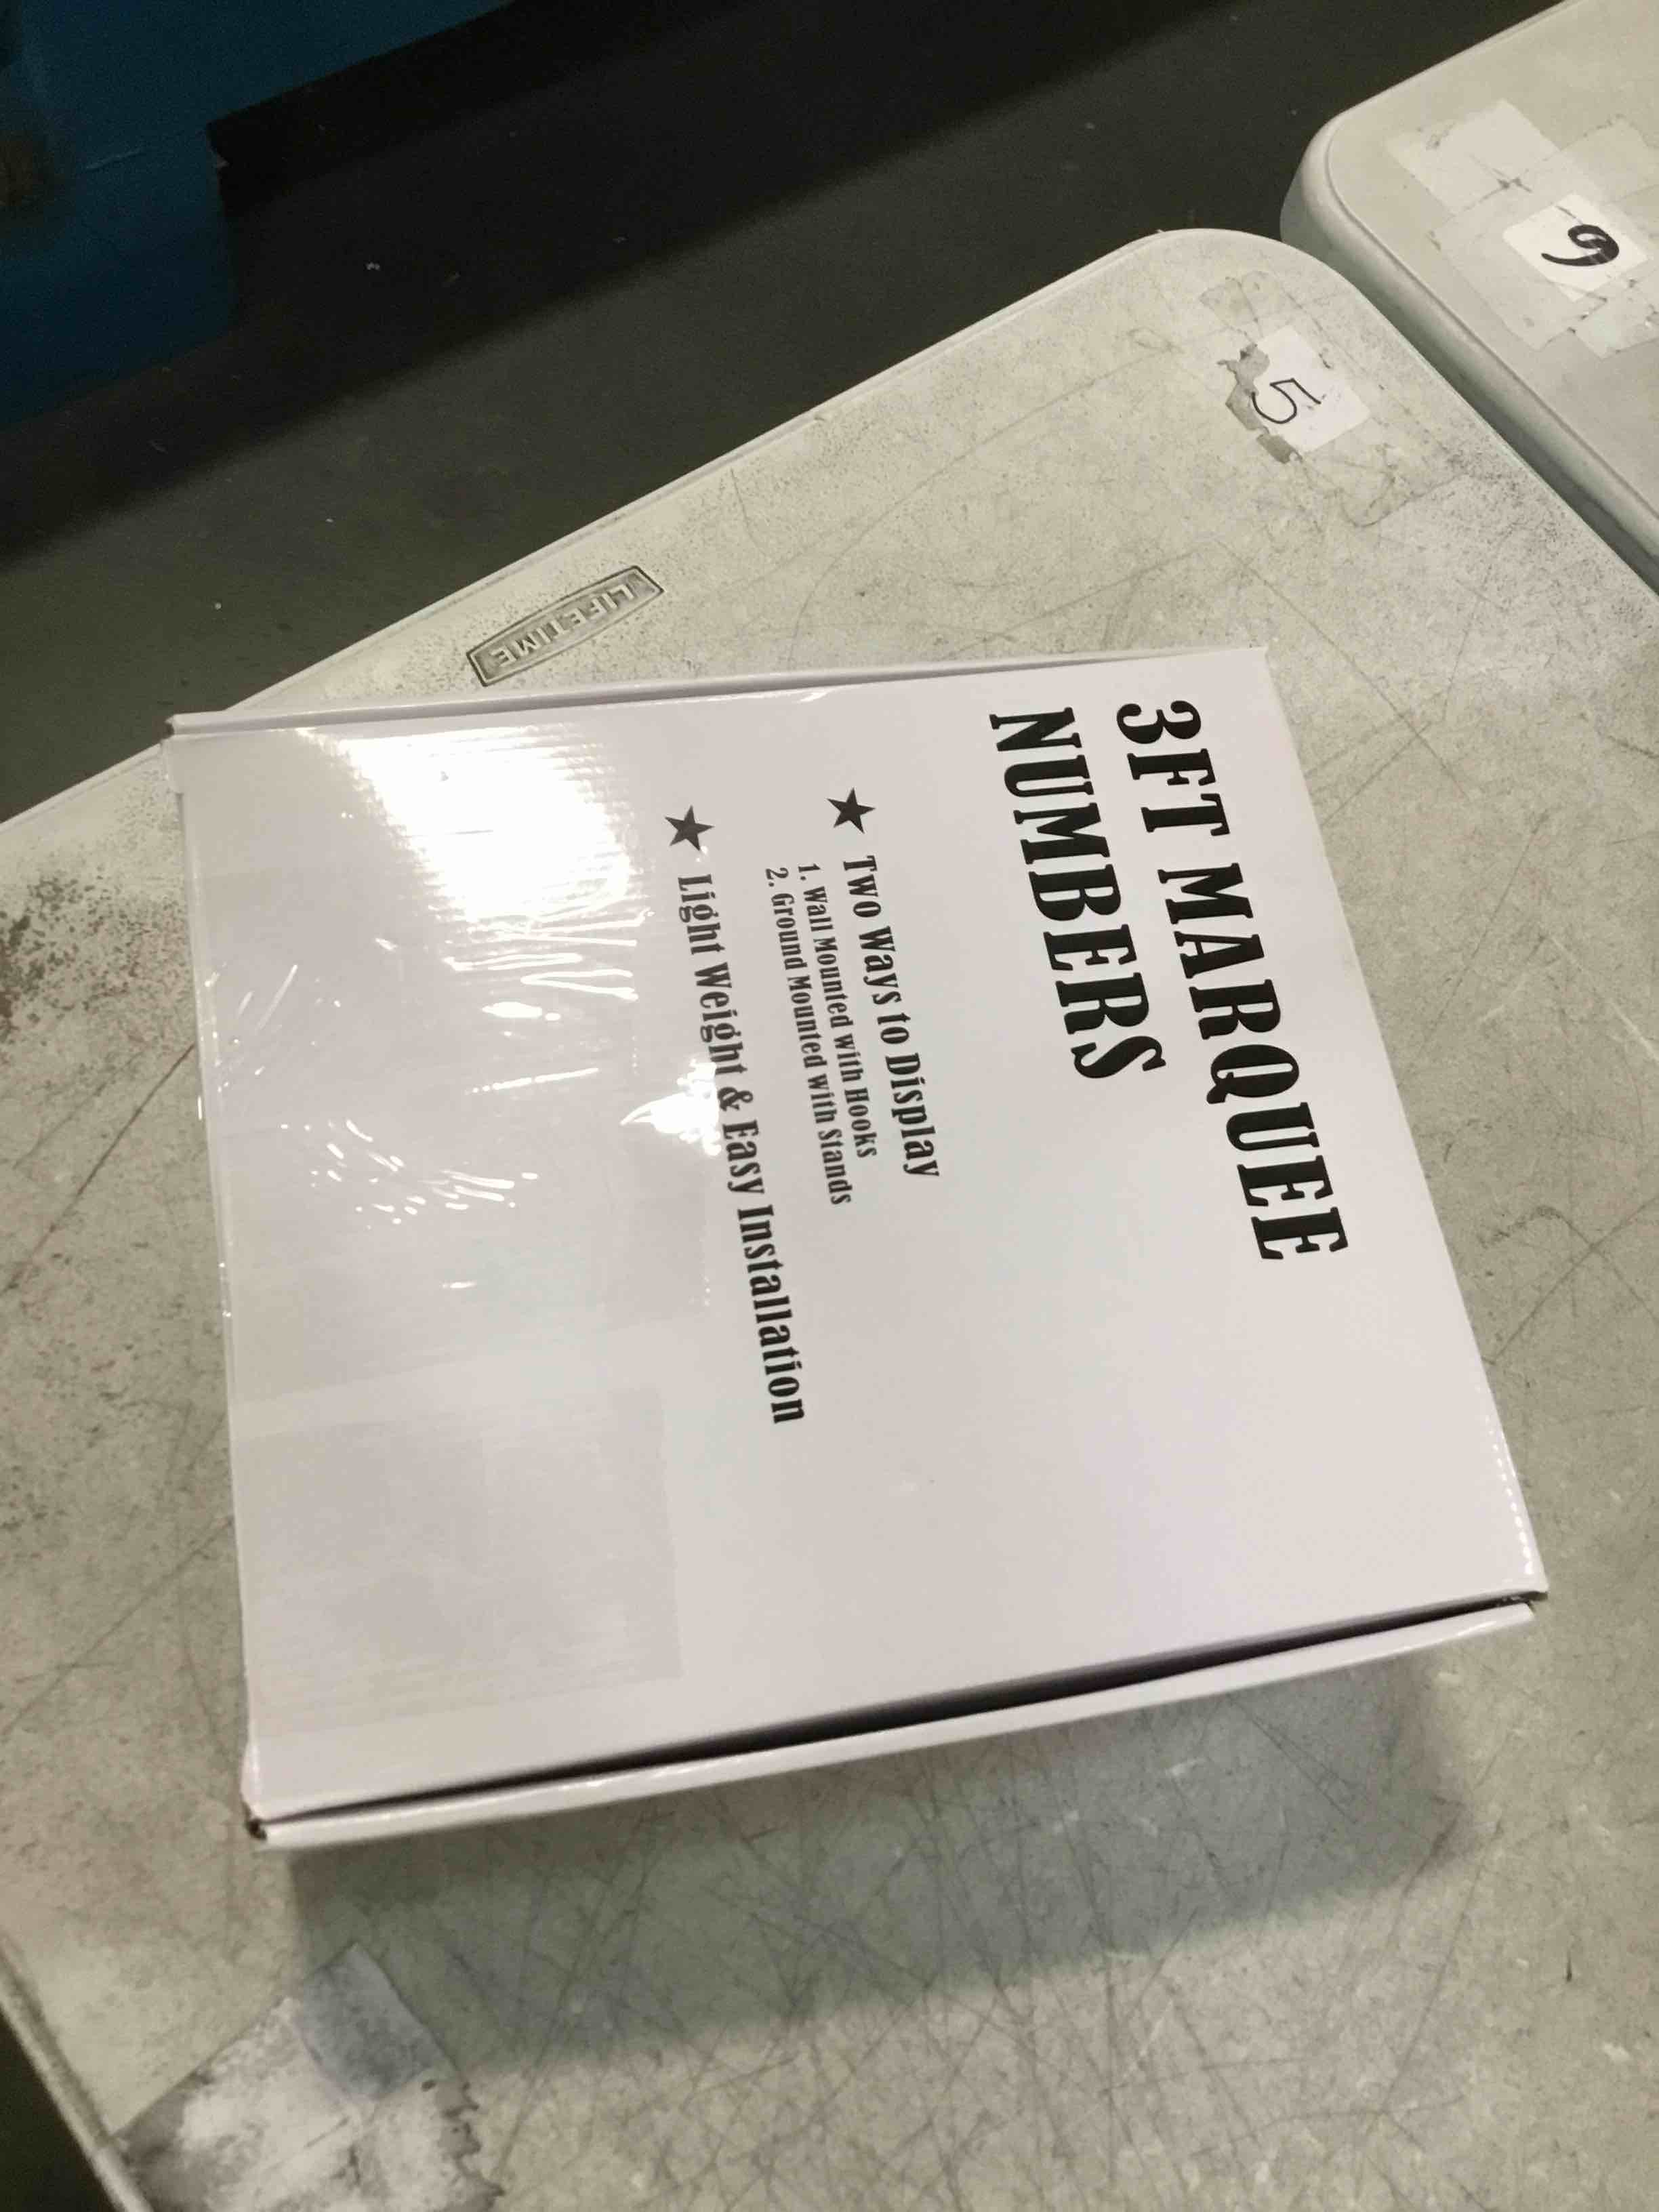 3FT MARQUEE
NUMBERS
★ Two Ways to Display
1. Wall Mounted with Hooks
2. Ground Mounted with Stands
★ Light Weight & Easy Installation
LIFETIME
5
9